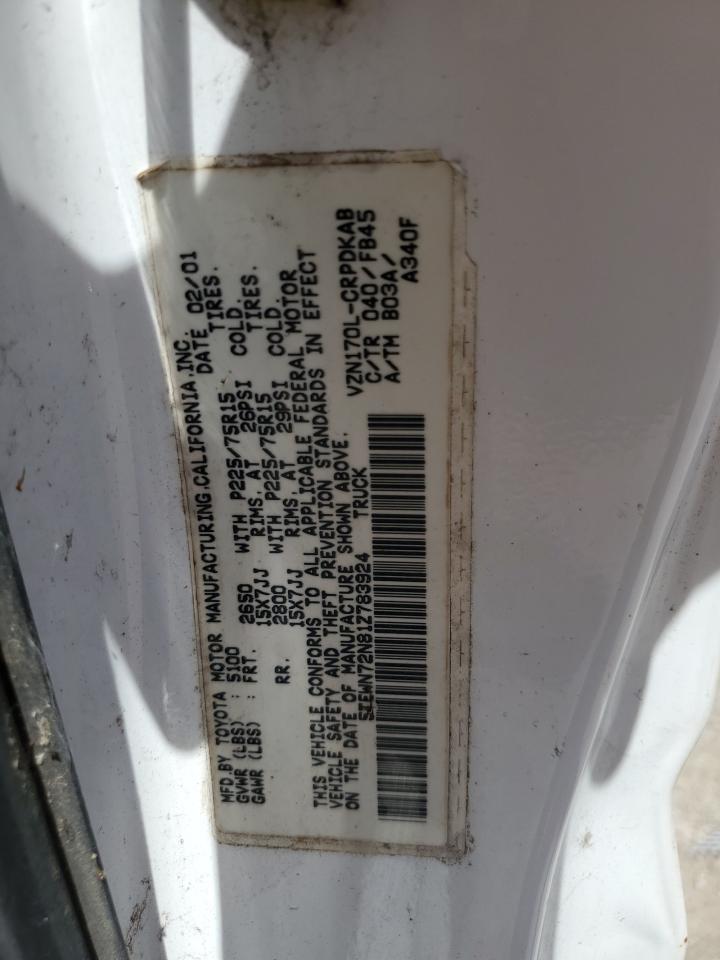 MFD.BY TOYOTA MOTOR MANUFACTURING,CALIFORNIA,INC.
GVWR (LBS) : 5100 DATE 02/01
GAWR (LBS) : FRT. 2650 WITH P225/75R15 TIRES.
15X7JJ RIMS, AT 26PSI COLD.
RR. 2800 WITH P225/75R15 TIRES.
15X7JJ RIMS, AT 29PSI COLD.
THIS VEHICLE CONFORMS TO ALL APPLICABLE FEDERAL MOTOR
VEHICLE SAFETY AND THEFT PREVENTION STANDARDS IN EFFECT
ON THE DATE OF MANUFACTURE SHOWN ABOVE.
5TEWN72N81Z783924 TRUCK
VZN170L-CRPDKAB
C/TR 040/FB45
A/TM B03A/
A340F